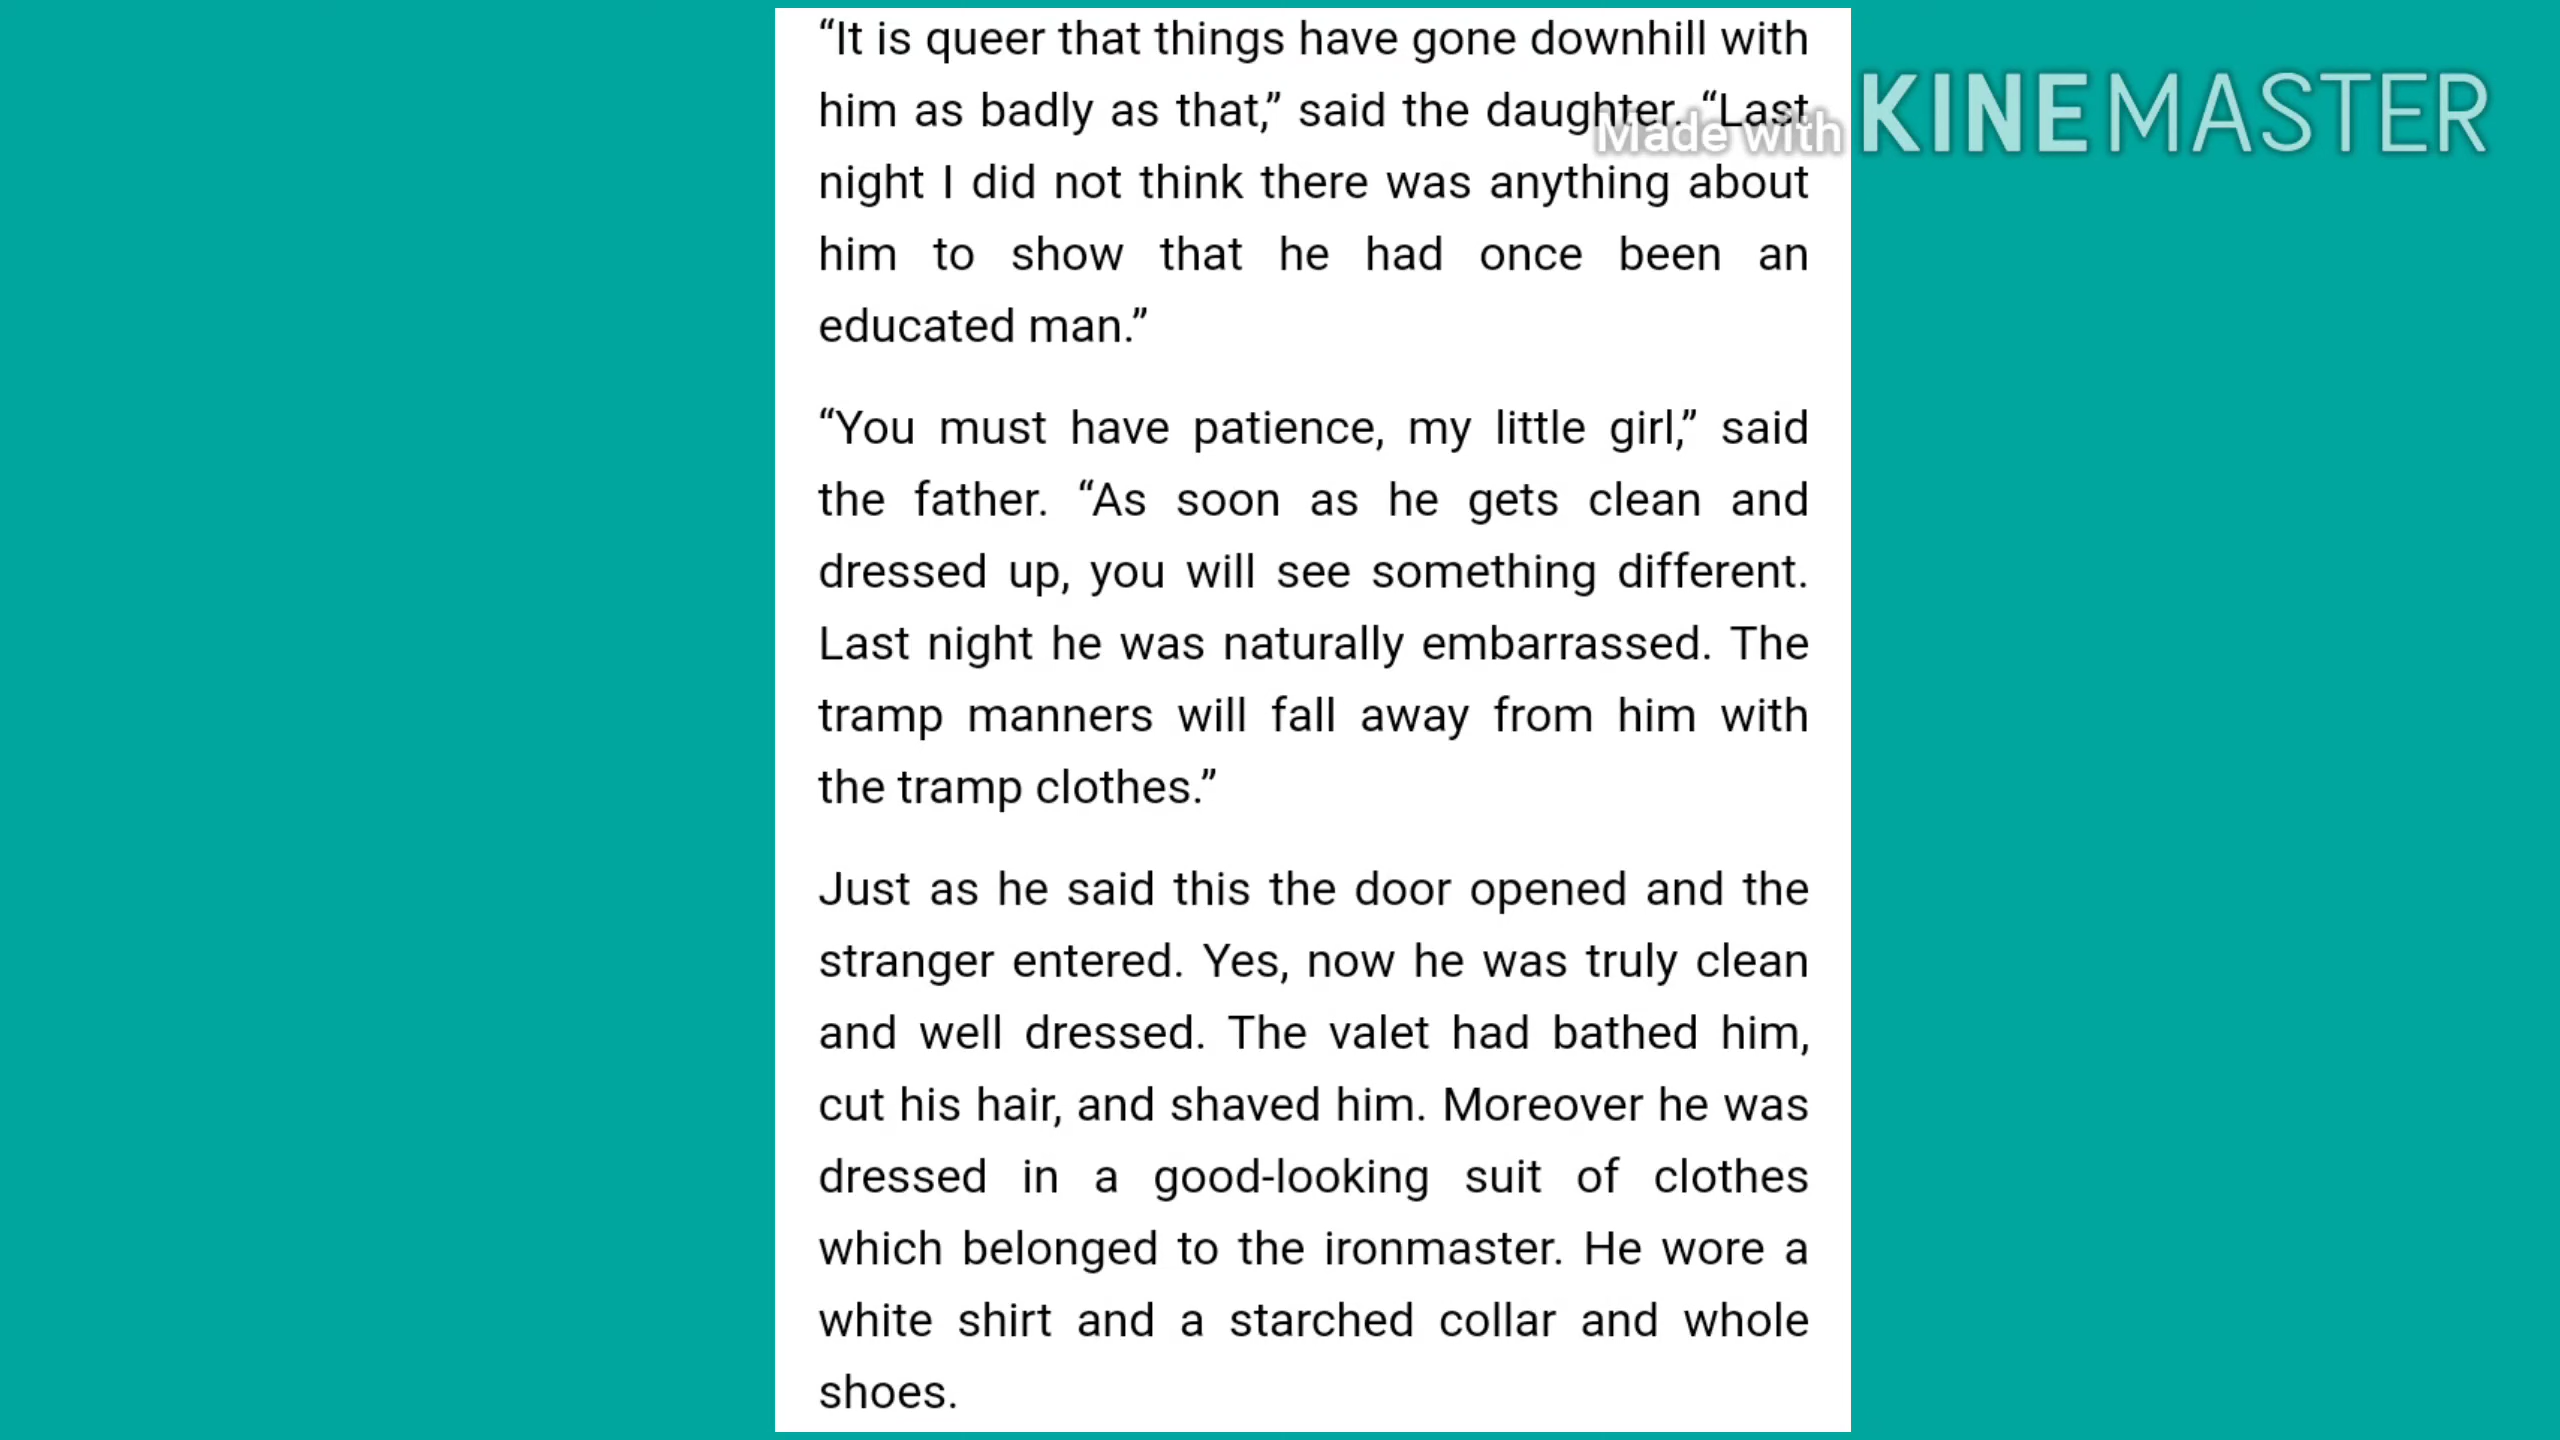 “It is queer that things have gone downhill with
him as badly as that,” said the daughter. “Last
Made with KINEMASTER
night I did not think there was anything about
him to show that he had once been an
educated man.”
“You must have patience, my little girl,” said
the father. “As soon as he gets clean and
dressed up, you will see something different.
Last night he was naturally embarrassed. The
tramp manners will fall away from him with
the tramp clothes.”
Just as he said this the door opened and the
stranger entered. Yes, now he was truly clean
and well dressed. The valet had bathed him,
cut his hair, and shaved him. Moreover he was
dressed in a good-looking suit of clothes
which belonged to the ironmaster. He wore a
white shirt and a starched collar and whole
shoes.